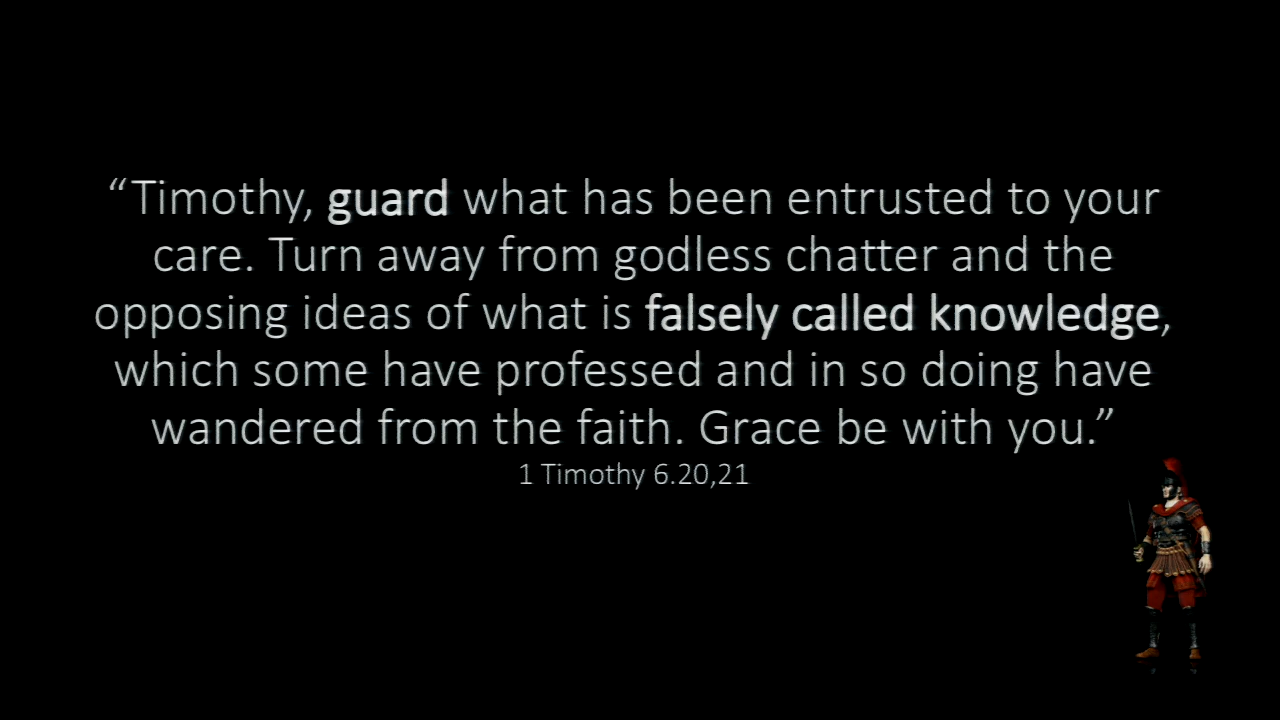 “Timothy, guard what has been entrusted to your
care. Turn away from godless chatter and the
opposing ideas of what is falsely called knowledge,
which some have professed and in so doing have
wandered from the faith. Grace be with you.”
1 Timothy 6.20,21